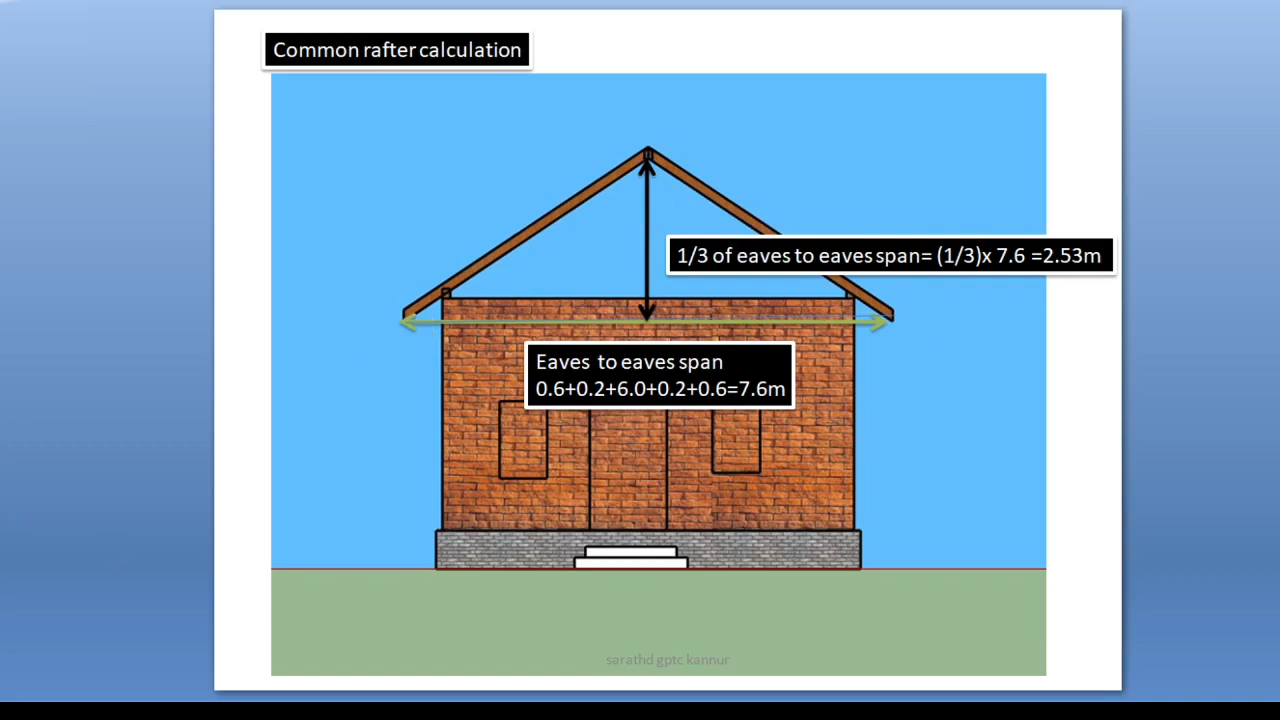 Common rafter calculation
1/3 of eaves to eaves span= (1/3)x 7.6 =2.53m
Eaves to eaves span
0.6+0.2+6.0+0.2+0.6=7.6m
sarathd gptc kannur